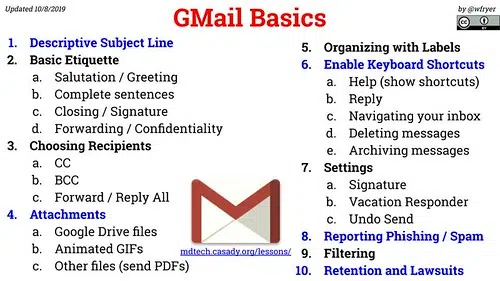 Updated 10/8/2019
GMail Basics
by @wfryer
1. Descriptive Subject Line
2. Basic Etiquette
a. Salutation / Greeting
b. Complete sentences
c. Closing / Signature
d. Forwarding / Confidentiality
3. Choosing Recipients
a. CC
b. BCC
c. Forward / Reply All
4. Attachments
a. Google Drive files
b. Animated GIFs
c. Other files (send PDFs)
mdtech.casady.org/lessons/
5. Organizing with Labels
6. Enable Keyboard Shortcuts
a. Help (show shortcuts)
b. Reply
c. Navigating your inbox
d. Deleting messages
e. Archiving messages
7. Settings
a. Signature
b. Vacation Responder
c. Undo Send
8. Reporting Phishing / Spam
9. Filtering
10. Retention and Lawsuits